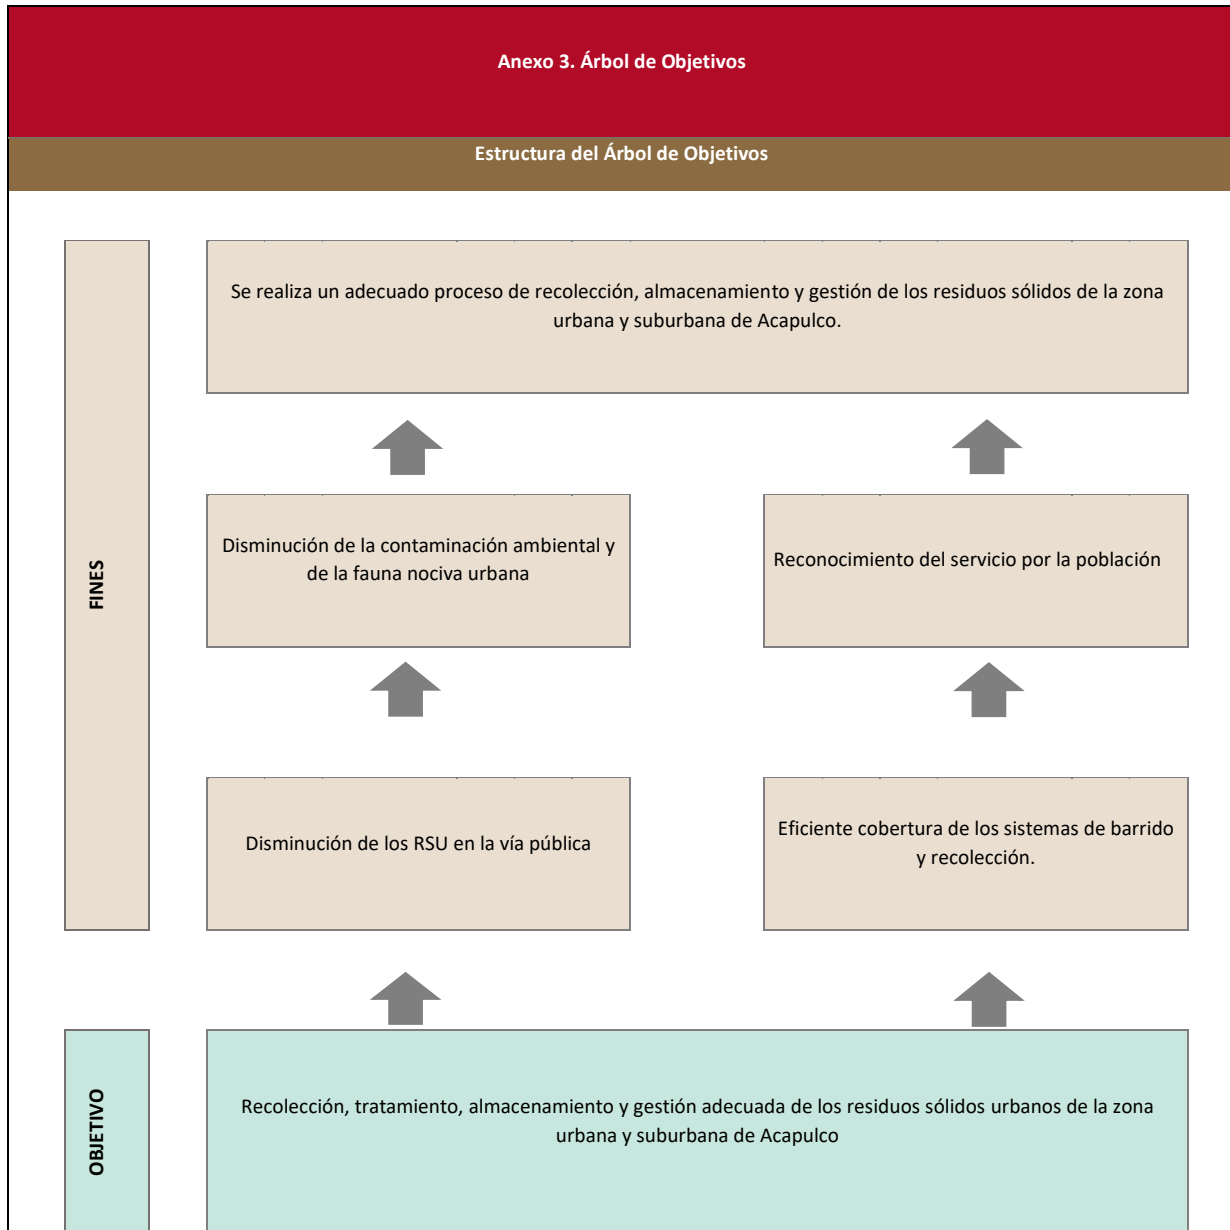 Anexo 3. Árbol de Objetivos
Estructura del Árbol de Objetivos
FINES
Se realiza un adecuado proceso de recolección, almacenamiento y gestión de los residuos sólidos de la zona
urbana y suburbana de Acapulco.
Disminución de la contaminación ambiental y
de la fauna nociva urbana
Reconocimiento del servicio por la población
Disminución de los RSU en la vía pública
Eficiente cobertura de los sistemas de barrido
y recolección.
OBJETIVO
Recolección, tratamiento, almacenamiento y gestión adecuada de los residuos sólidos urbanos de la zona
urbana y suburbana de Acapulco